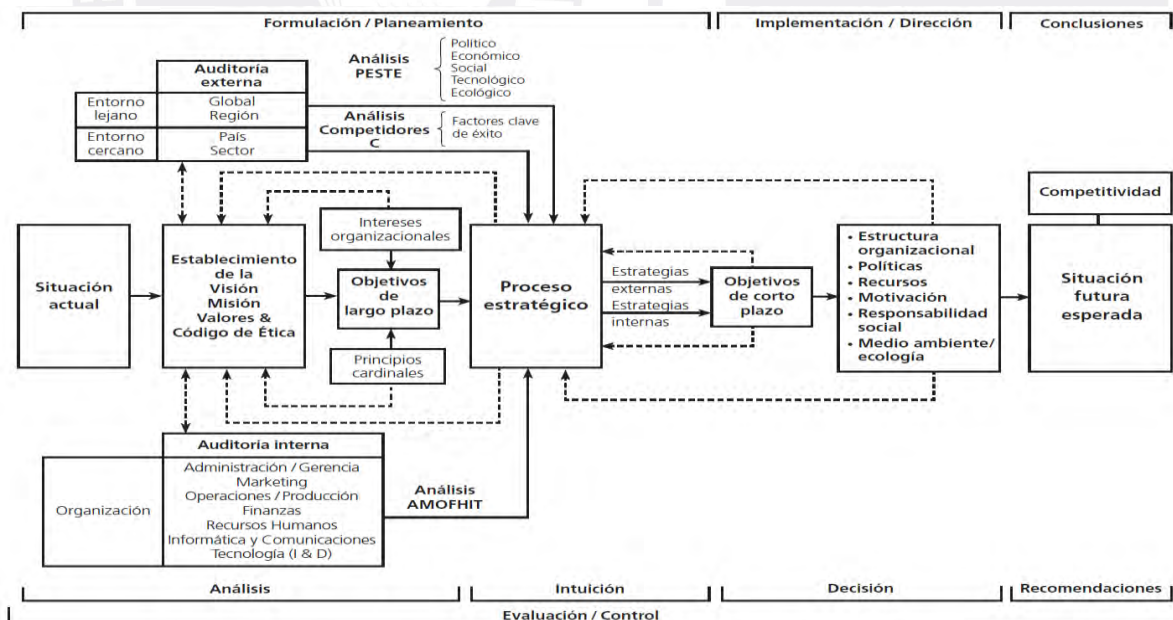 Formulación / Planeamiento
Implementación / Dirección
Conclusiones
Auditoría
externa
Entorno
lejano
Global
Región
Entorno
cercano
País
Sector
Análisis
PESTE
Político
Económico
Social
Tecnológico
Ecológico
Análisis
Competidores
C
Factores clave
de éxito
Situación
actual
Establecimiento
de la
Visión
Misión
Valores &
Código de Ética
Intereses
organizacionales
Objetivos de
largo plazo
Principios
cardinales
Proceso
estratégico
Estrategias
externas
Estrategias
internas
Objetivos
de corto
plazo
• Estructura
organizacional
• Políticas
• Recursos
• Motivación
• Responsabilidad
social
• Medio ambiente/
ecología
Competitividad
Situación
futura
esperada
Organización
Auditoría interna
Administración / Gerencia
Marketing
Operaciones / Producción
Finanzas
Recursos Humanos
Informática y Comunicaciones
Tecnología (I & D)
Análisis
AMOFHIT
Análisis
Intuición
Decisión
Recomendaciones
Evaluación / Control